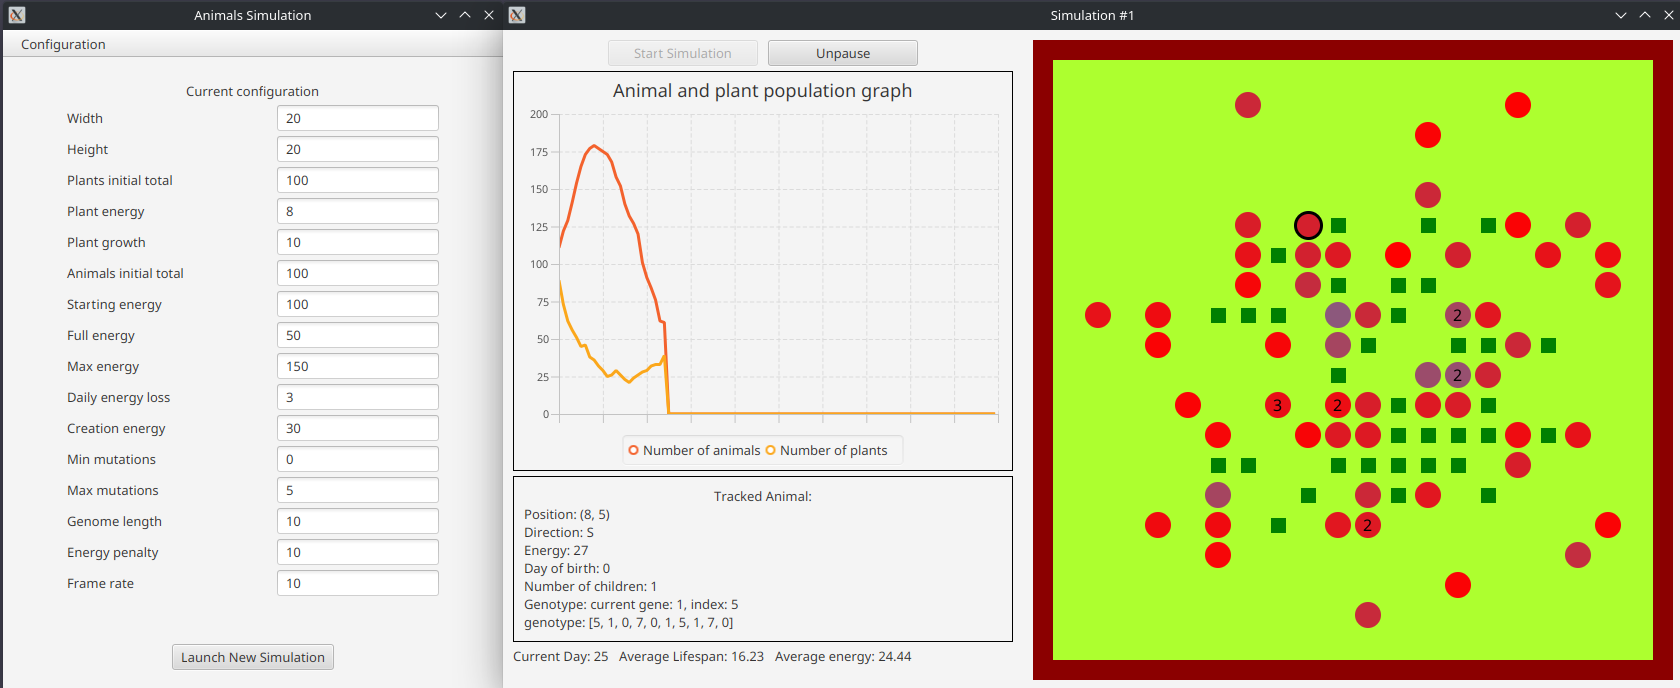 Animals Simulation
Configuration
Current configuration
Width 20
Height 20
Plants initial total 100
Plant energy 8
Plant growth 10
Animals initial total 100
Starting energy 100
Full energy 50
Max energy 150
Daily energy loss 3
Creation energy 30
Min mutations 0
Max mutations 5
Genome length 10
Energy penalty 10
Frame rate 10
Launch New Simulation
Simulation #1
Start Simulation Unpause
Animal and plant population graph
200
175
150
125
100
75
50
25
0
Number of animals Number of plants
Tracked Animal:
Position: (8, 5)
Direction: S
Energy: 27
Day of birth: 0
Number of children: 1
Genotype: current gene: 1, index: 5
genotype: [5, 1, 0, 7, 0, 1, 5, 1, 7, 0]
Current Day: 25 Average Lifespan: 16.23 Average energy: 24.44
2
2
3 2
2